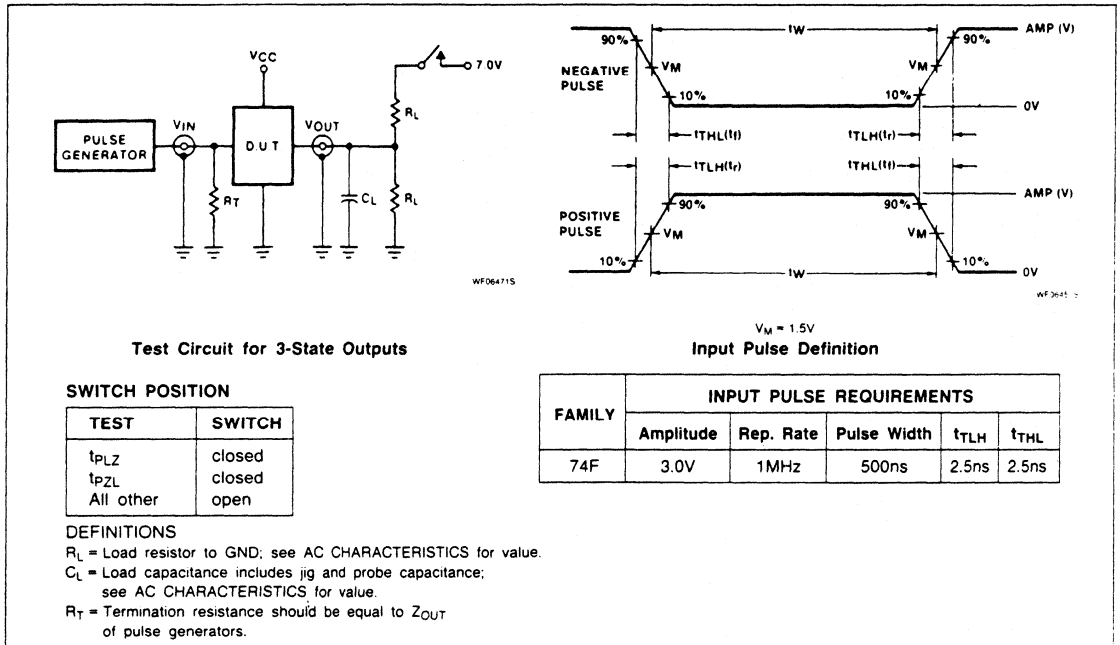 VCC
7.0V
RL
VIN
VOUT
PULSE
GENERATOR
D.U.T
RT
CL
RL
WF06471S
Test Circuit for 3-State Outputs
tW
AMP (V)
90%
90%
VM
VM
NEGATIVE
PULSE
10%
10%
0V
tTHL(tf)
tTLH(tr)
tTLH(tr)
tTHL(tf)
AMP (V)
90%
90%
POSITIVE
PULSE
VM
VM
10%
10%
tW
0V
VM = 1.5V
Input Pulse Definition
SWITCH POSITION
TEST SWITCH
tPLZ closed
tPZL closed
All other open
FAMILY INPUT PULSE REQUIREMENTS
Amplitude Rep. Rate Pulse Width tTLH tTHL
74F 3.0V 1MHz 500ns 2.5ns 2.5ns
DEFINITIONS
RL = Load resistor to GND; see AC CHARACTERISTICS for value.
CL = Load capacitance includes jig and probe capacitance;
see AC CHARACTERISTICS for value.
RT = Termination resistance should be equal to ZOUT
of pulse generators.